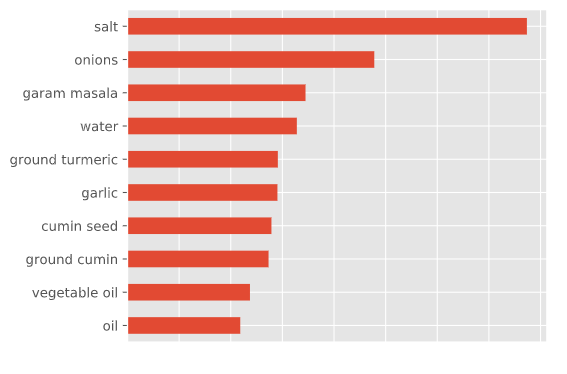 salt
onions
garam masala
water
ground turmeric
garlic
cumin seed
ground cumin
vegetable oil
oil